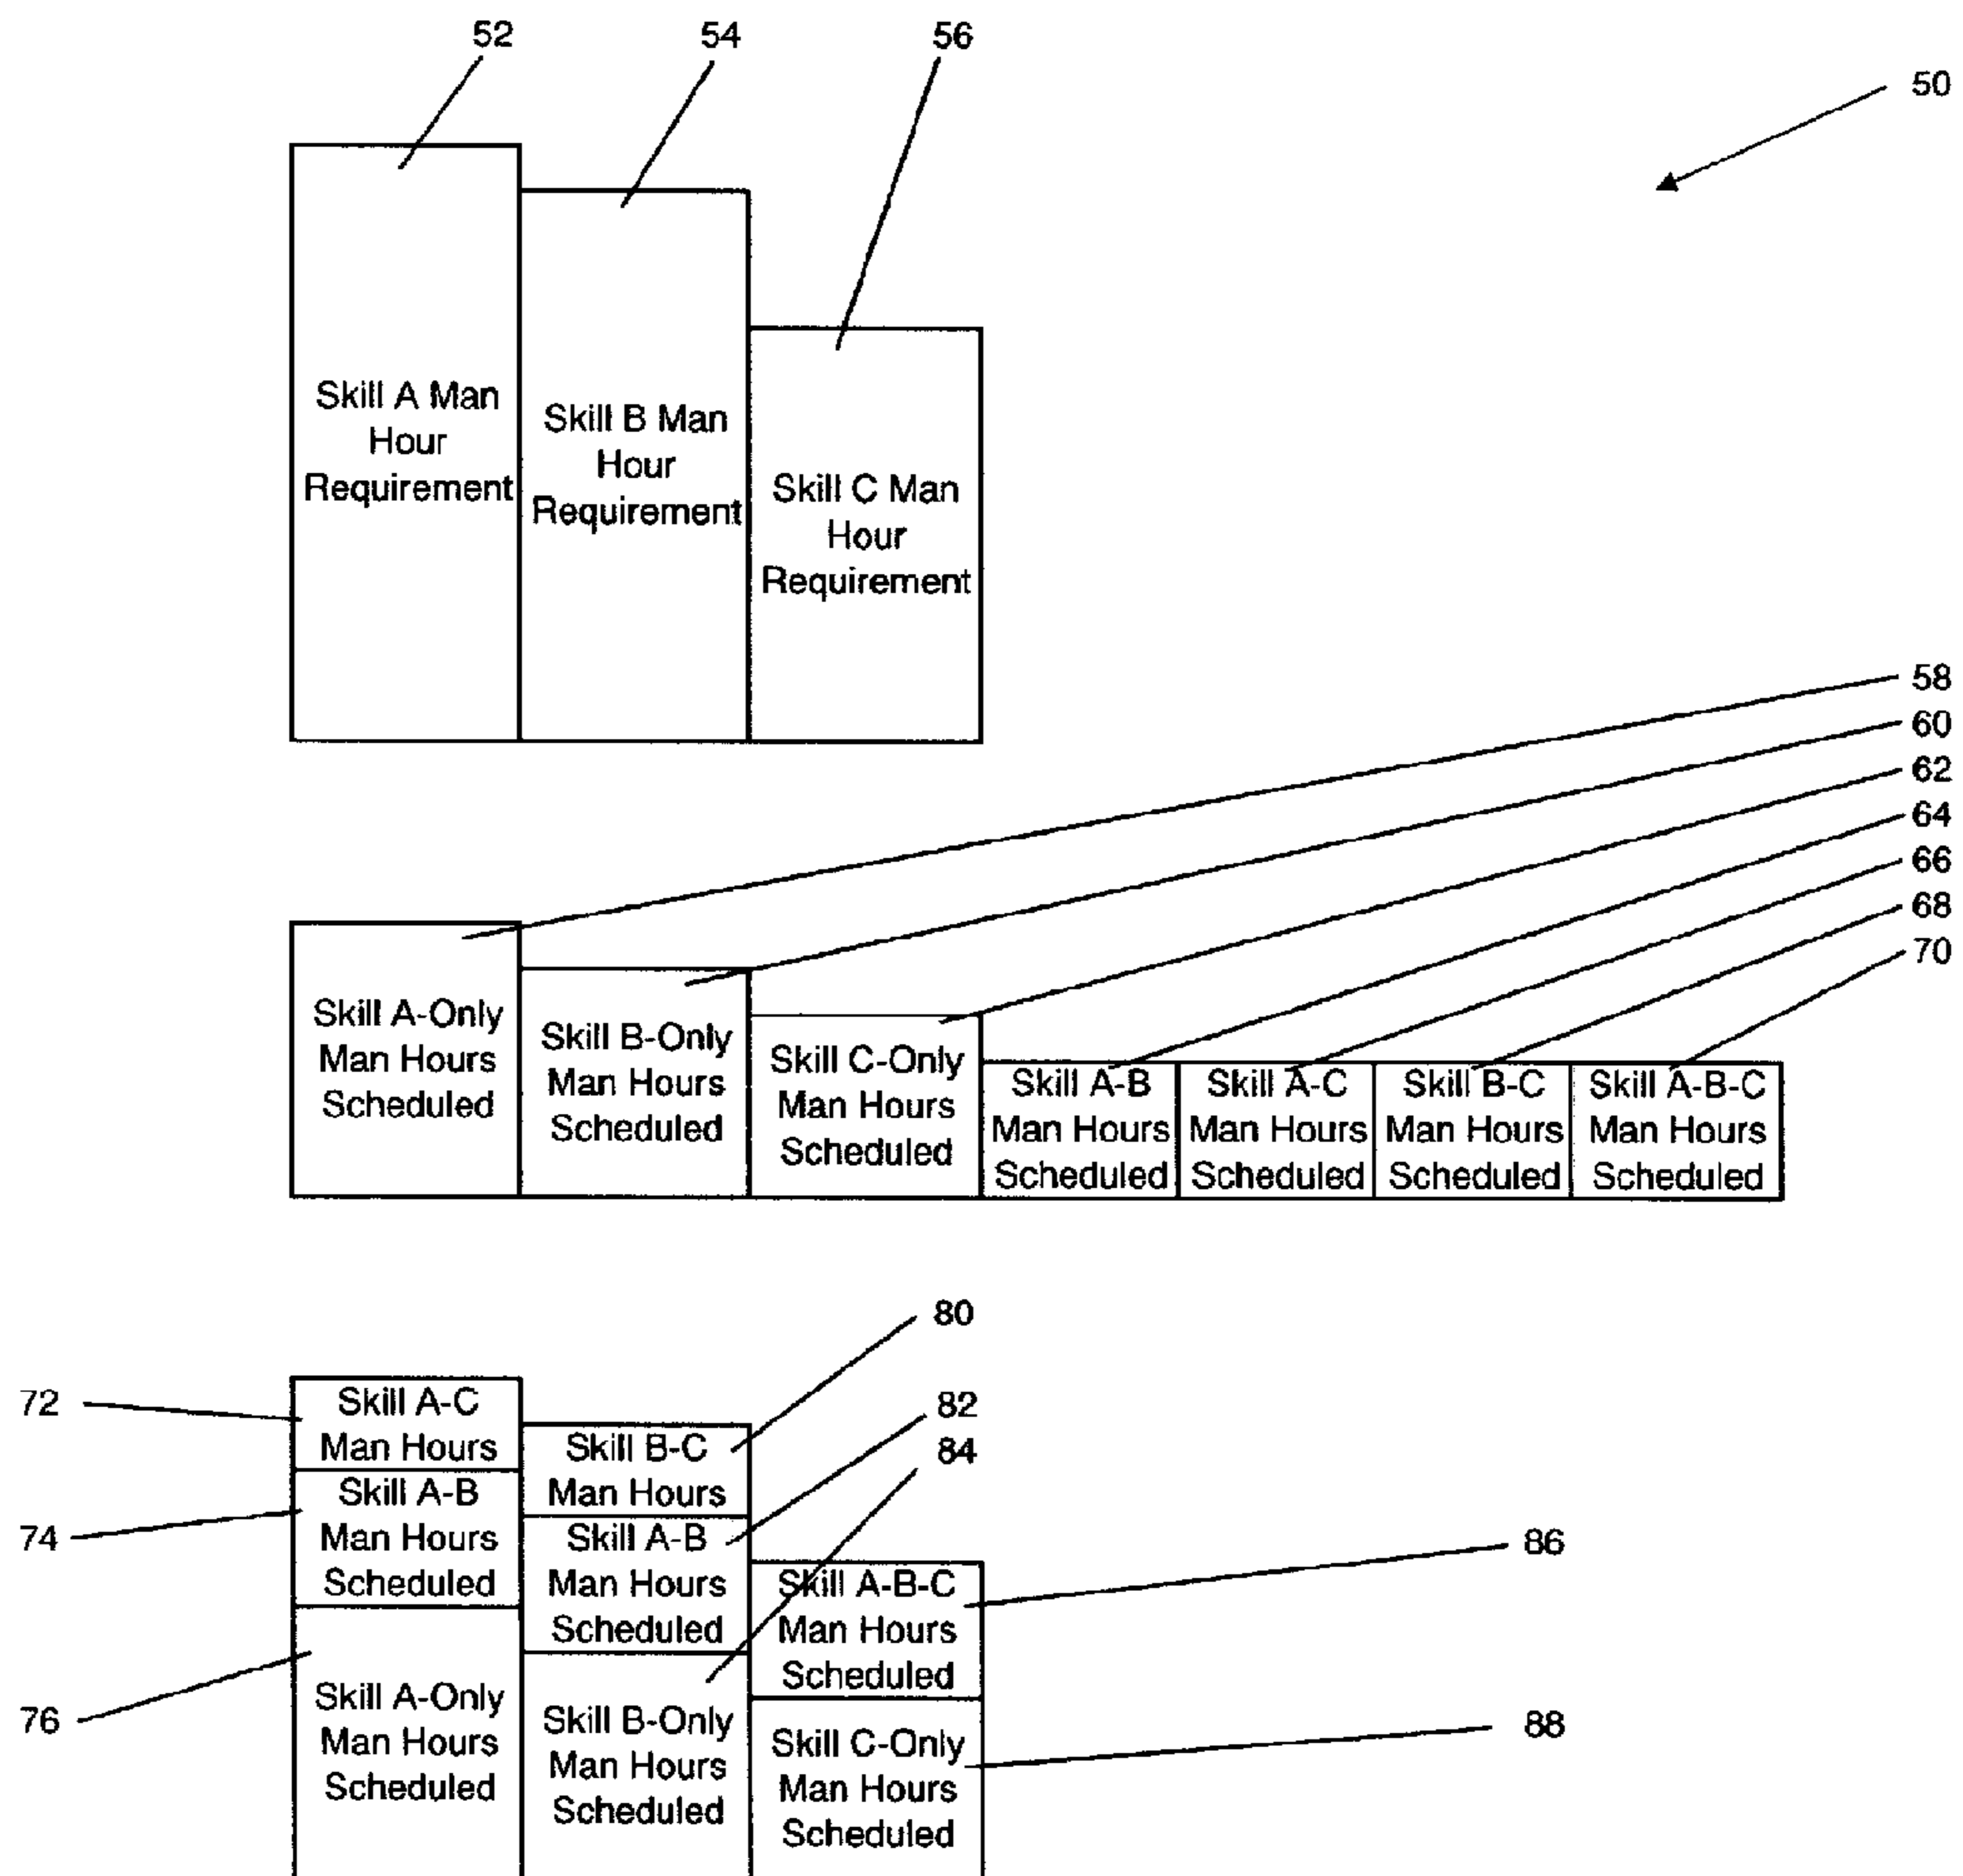 52
54
56
50
Skill A Man
Hour
Requirement
Skill B Man
Hour
Requirement
Skill C Man
Hour
Requirement
58
60
62
64
66
68
70
Skill A-Only
Man Hours
Scheduled
Skill B-Only
Man Hours
Scheduled
Skill C-Only
Man Hours
Scheduled
Skill A-B
Man Hours
Scheduled
Skill A-C
Man Hours
Scheduled
Skill B-C
Man Hours
Scheduled
Skill A-B-C
Man Hours
Scheduled
80
82
84
86
88
72
74
76
Skill A-C
Man Hours
Skill A-B
Man Hours
Scheduled
Skill A-Only
Man Hours
Scheduled
Skill B-C
Man Hours
Skill A-B
Man Hours
Scheduled
Skill B-Only
Man Hours
Scheduled
Skill A-B-C
Man Hours
Scheduled
Skill C-Only
Man Hours
Scheduled